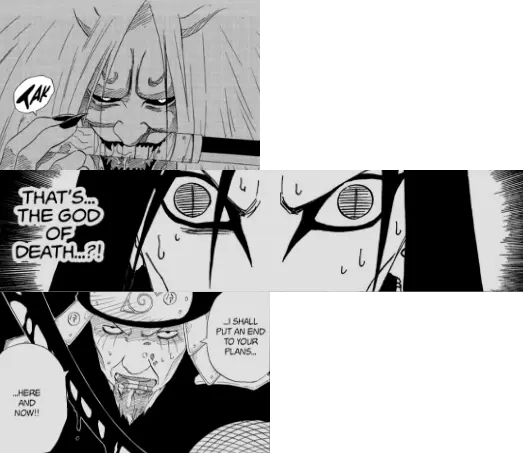 TAK
THAT'S...
THE GOD
OF
DEATH...?!
...I SHALL
PUT AN END
TO YOUR
PLANS...
...HERE
AND
NOW!!